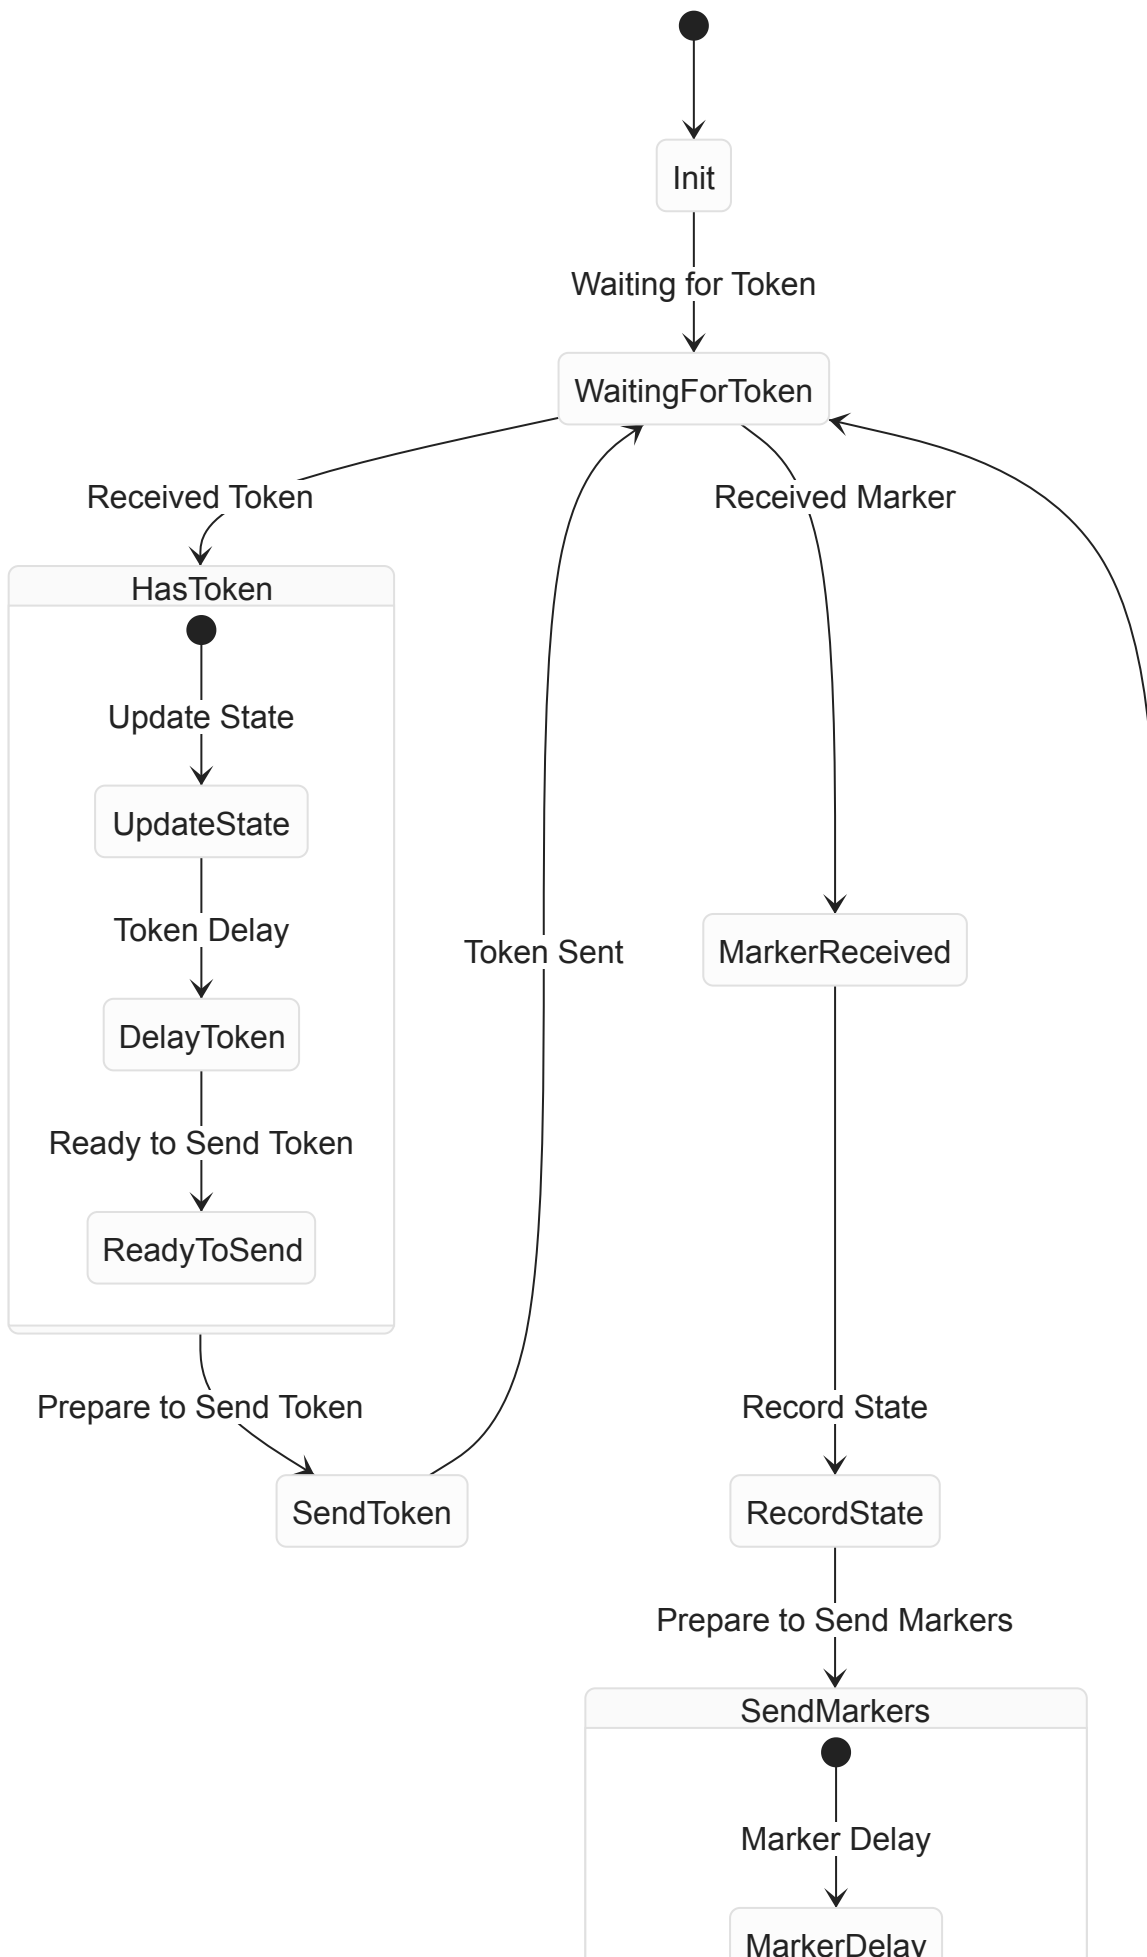 Init
Waiting for Token
WaitingForToken
Received Token
Received Marker
HasToken
Update State
UpdateState
Token Delay
Token Sent
MarkerReceived
DelayToken
Ready to Send Token
ReadyToSend
Prepare to Send Token
Record State
SendToken
RecordState
Prepare to Send Markers
SendMarkers
Marker Delay
MarkerDelay